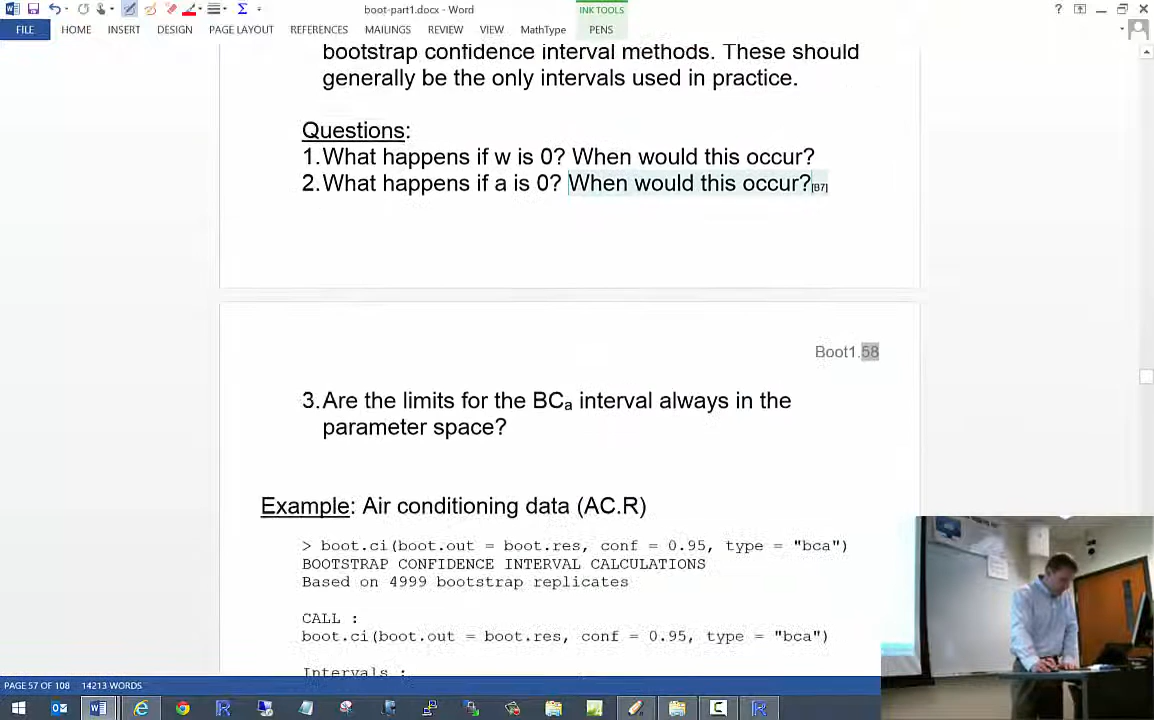 boot-part1.docx - Word
INK TOOLS
FILE HOME INSERT DESIGN PAGE LAYOUT REFERENCES MAILINGS REVIEW VIEW MathType PENS
bootstrap confidence interval methods. These should
generally be the only intervals used in practice.
Questions:
1. What happens if w is 0? When would this occur?
2. What happens if a is 0? When would this occur?[B7]
Boot1.58
3. Are the limits for the BCa interval always in the
parameter space?
Example: Air conditioning data (AC.R)
> boot.ci(boot.out = boot.res, conf = 0.95, type = "bca")
BOOTSTRAP CONFIDENCE INTERVAL CALCULATIONS
Based on 4999 bootstrap replicates
CALL :
boot.ci(boot.out = boot.res, conf = 0.95, type = "bca")
Intervals :
PAGE 57 OF 108 14213 WORDS